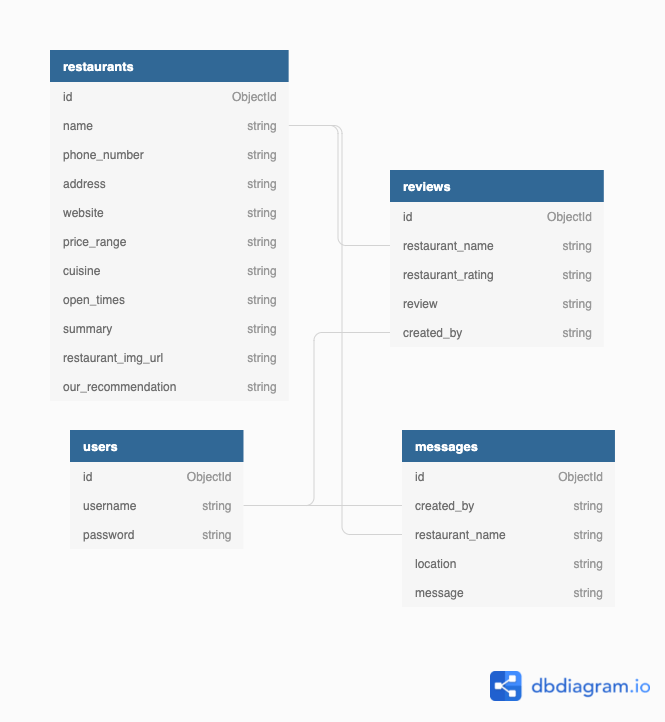 restaurants
id ObjectId
name string
phone_number string
address string
website string
price_range string
cuisine string
open_times string
summary string
restaurant_img_url string
our_recommendation string
reviews
id ObjectId
restaurant_name string
restaurant_rating string
review string
created_by string
users
id ObjectId
username string
password string
messages
id ObjectId
created_by string
restaurant_name string
location string
message string
dbdiagram.io